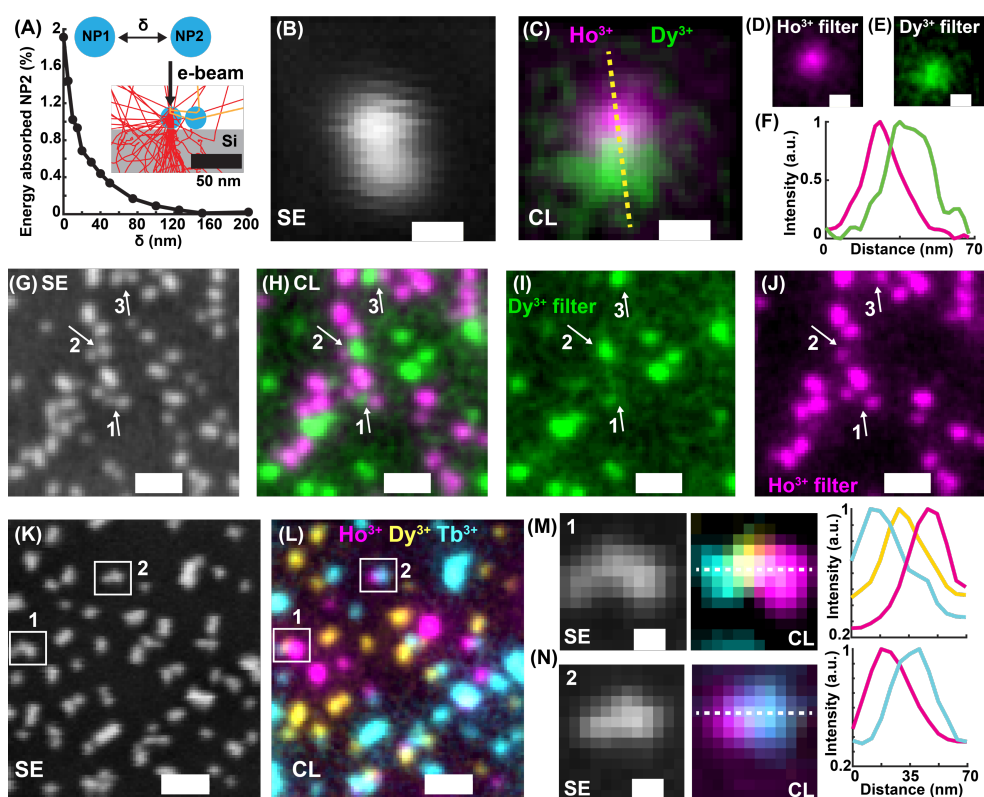 (A)
NP1
δ
NP2
Energy absorbed NP2 (%)
2
1.6
1.2
0.8
0.4
0
e-beam
Si
50 nm
0
40
80
120
160
200
δ (nm)
(B)
SE
(C)
Ho³⁺
Dy³⁺
CL
(D)
Ho³⁺ filter
(E)
Dy³⁺ filter
(F)
Intensity (a.u.)
1
0.5
0
0
Distance (nm)
70
(G) SE
3
2
1
(H) CL
3
2
1
(I)
Dy³⁺ filter
3
2
1
(J)
3
2
1
Ho³⁺ filter
(K)
2
1
SE
(L)
Ho³⁺ Dy³⁺ Tb³⁺
2
1
CL
(M)
1
SE
CL
Intensity (a.u.)
1
0.2
(N)
2
SE
CL
Intensity (a.u.)
1
0.2
0
35
70
Distance (nm)